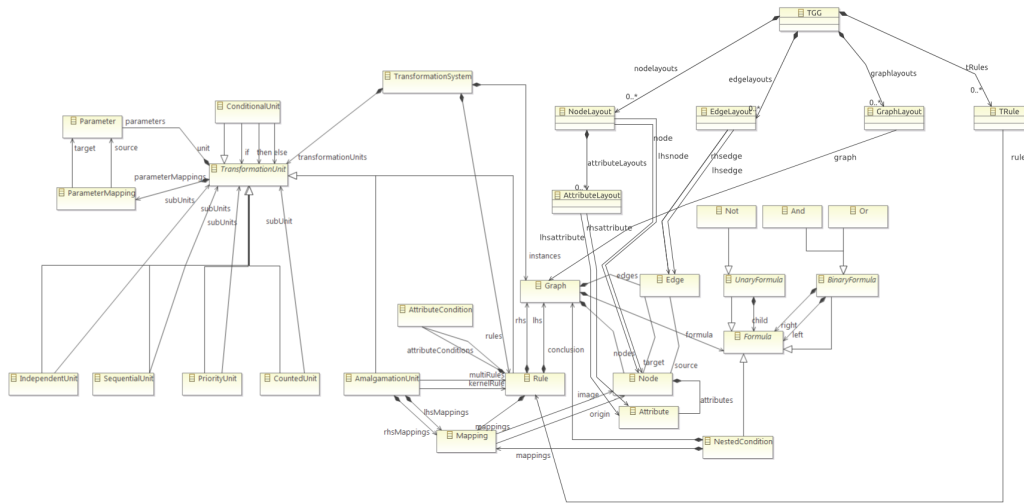 TGG
nodelayouts
edgelayouts
graphlayouts
tRules
0..*
0..*
0..*
0..*
TransformationSystem
ConditionalUnit
Parameter
parameters
NodeLayout
EdgeLayout
GraphLayout
TRule
target
source
unit
if
then
else
transformationUnits
node
lhsnode
rhsedge
lhsedge
graph
rule
attributeLayouts
TransformationUnit
parameterMappings
ParameterMapping
subUnits
subUnits
subUnits
subUnit
0..
AttributeLayout
Not
And
Or
lhsattribute
rhsattribute
instances
Graph
edges
Edge
UnaryFormula
BinaryFormula
AttributeCondition
rhs
lhs
child
right
left
rules
attributeConditions
conclusion
formula
Formula
nodes
target
source
IndependentUnit
SequentialUnit
PriorityUnit
CountedUnit
AmalgamationUnit
multiRules
kernelRule
Rule
Node
image
attributes
lhsMappings
origin
Attribute
rhsMappings
mappings
Mapping
NestedCondition
mappings